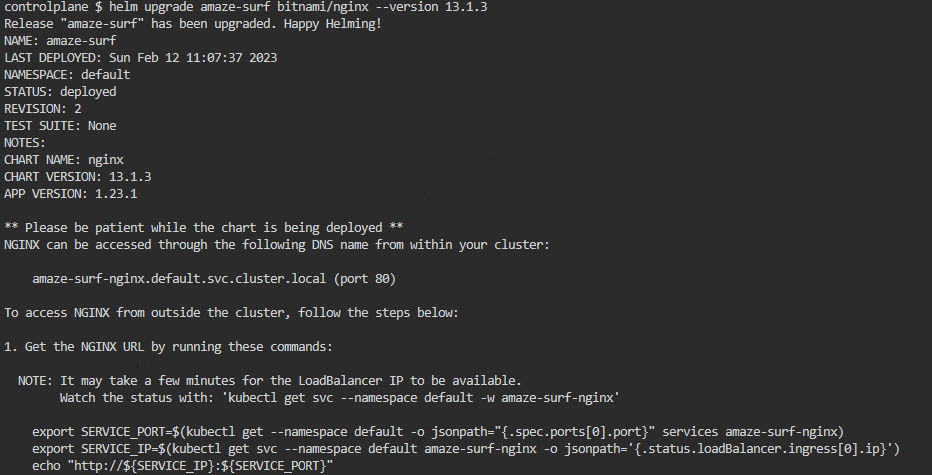 controlplane $ helm upgrade amaze-surf bitnami/nginx --version 13.1.3
Release "amaze-surf" has been upgraded. Happy Helming!
NAME: amaze-surf
LAST DEPLOYED: Sun Feb 12 11:07:37 2023
NAMESPACE: default
STATUS: deployed
REVISION: 2
TEST SUITE: None
NOTES:
CHART NAME: nginx
CHART VERSION: 13.1.3
APP VERSION: 1.23.1
** Please be patient while the chart is being deployed **
NGINX can be accessed through the following DNS name from within your cluster:
amaze-surf-nginx.default.svc.cluster.local (port 80)
To access NGINX from outside the cluster, follow the steps below:
1. Get the NGINX URL by running these commands:
NOTE: It may take a few minutes for the LoadBalancer IP to be available.
Watch the status with: 'kubectl get svc --namespace default -w amaze-surf-nginx'
export SERVICE_PORT=$(kubectl get --namespace default -o jsonpath="{.spec.ports[0].port}" services amaze-surf-nginx)
export SERVICE_IP=$(kubectl get svc --namespace default amaze-surf-nginx -o jsonpath='{.status.loadBalancer.ingress[0].ip}')
echo "http://${SERVICE_IP}:${SERVICE_PORT}"